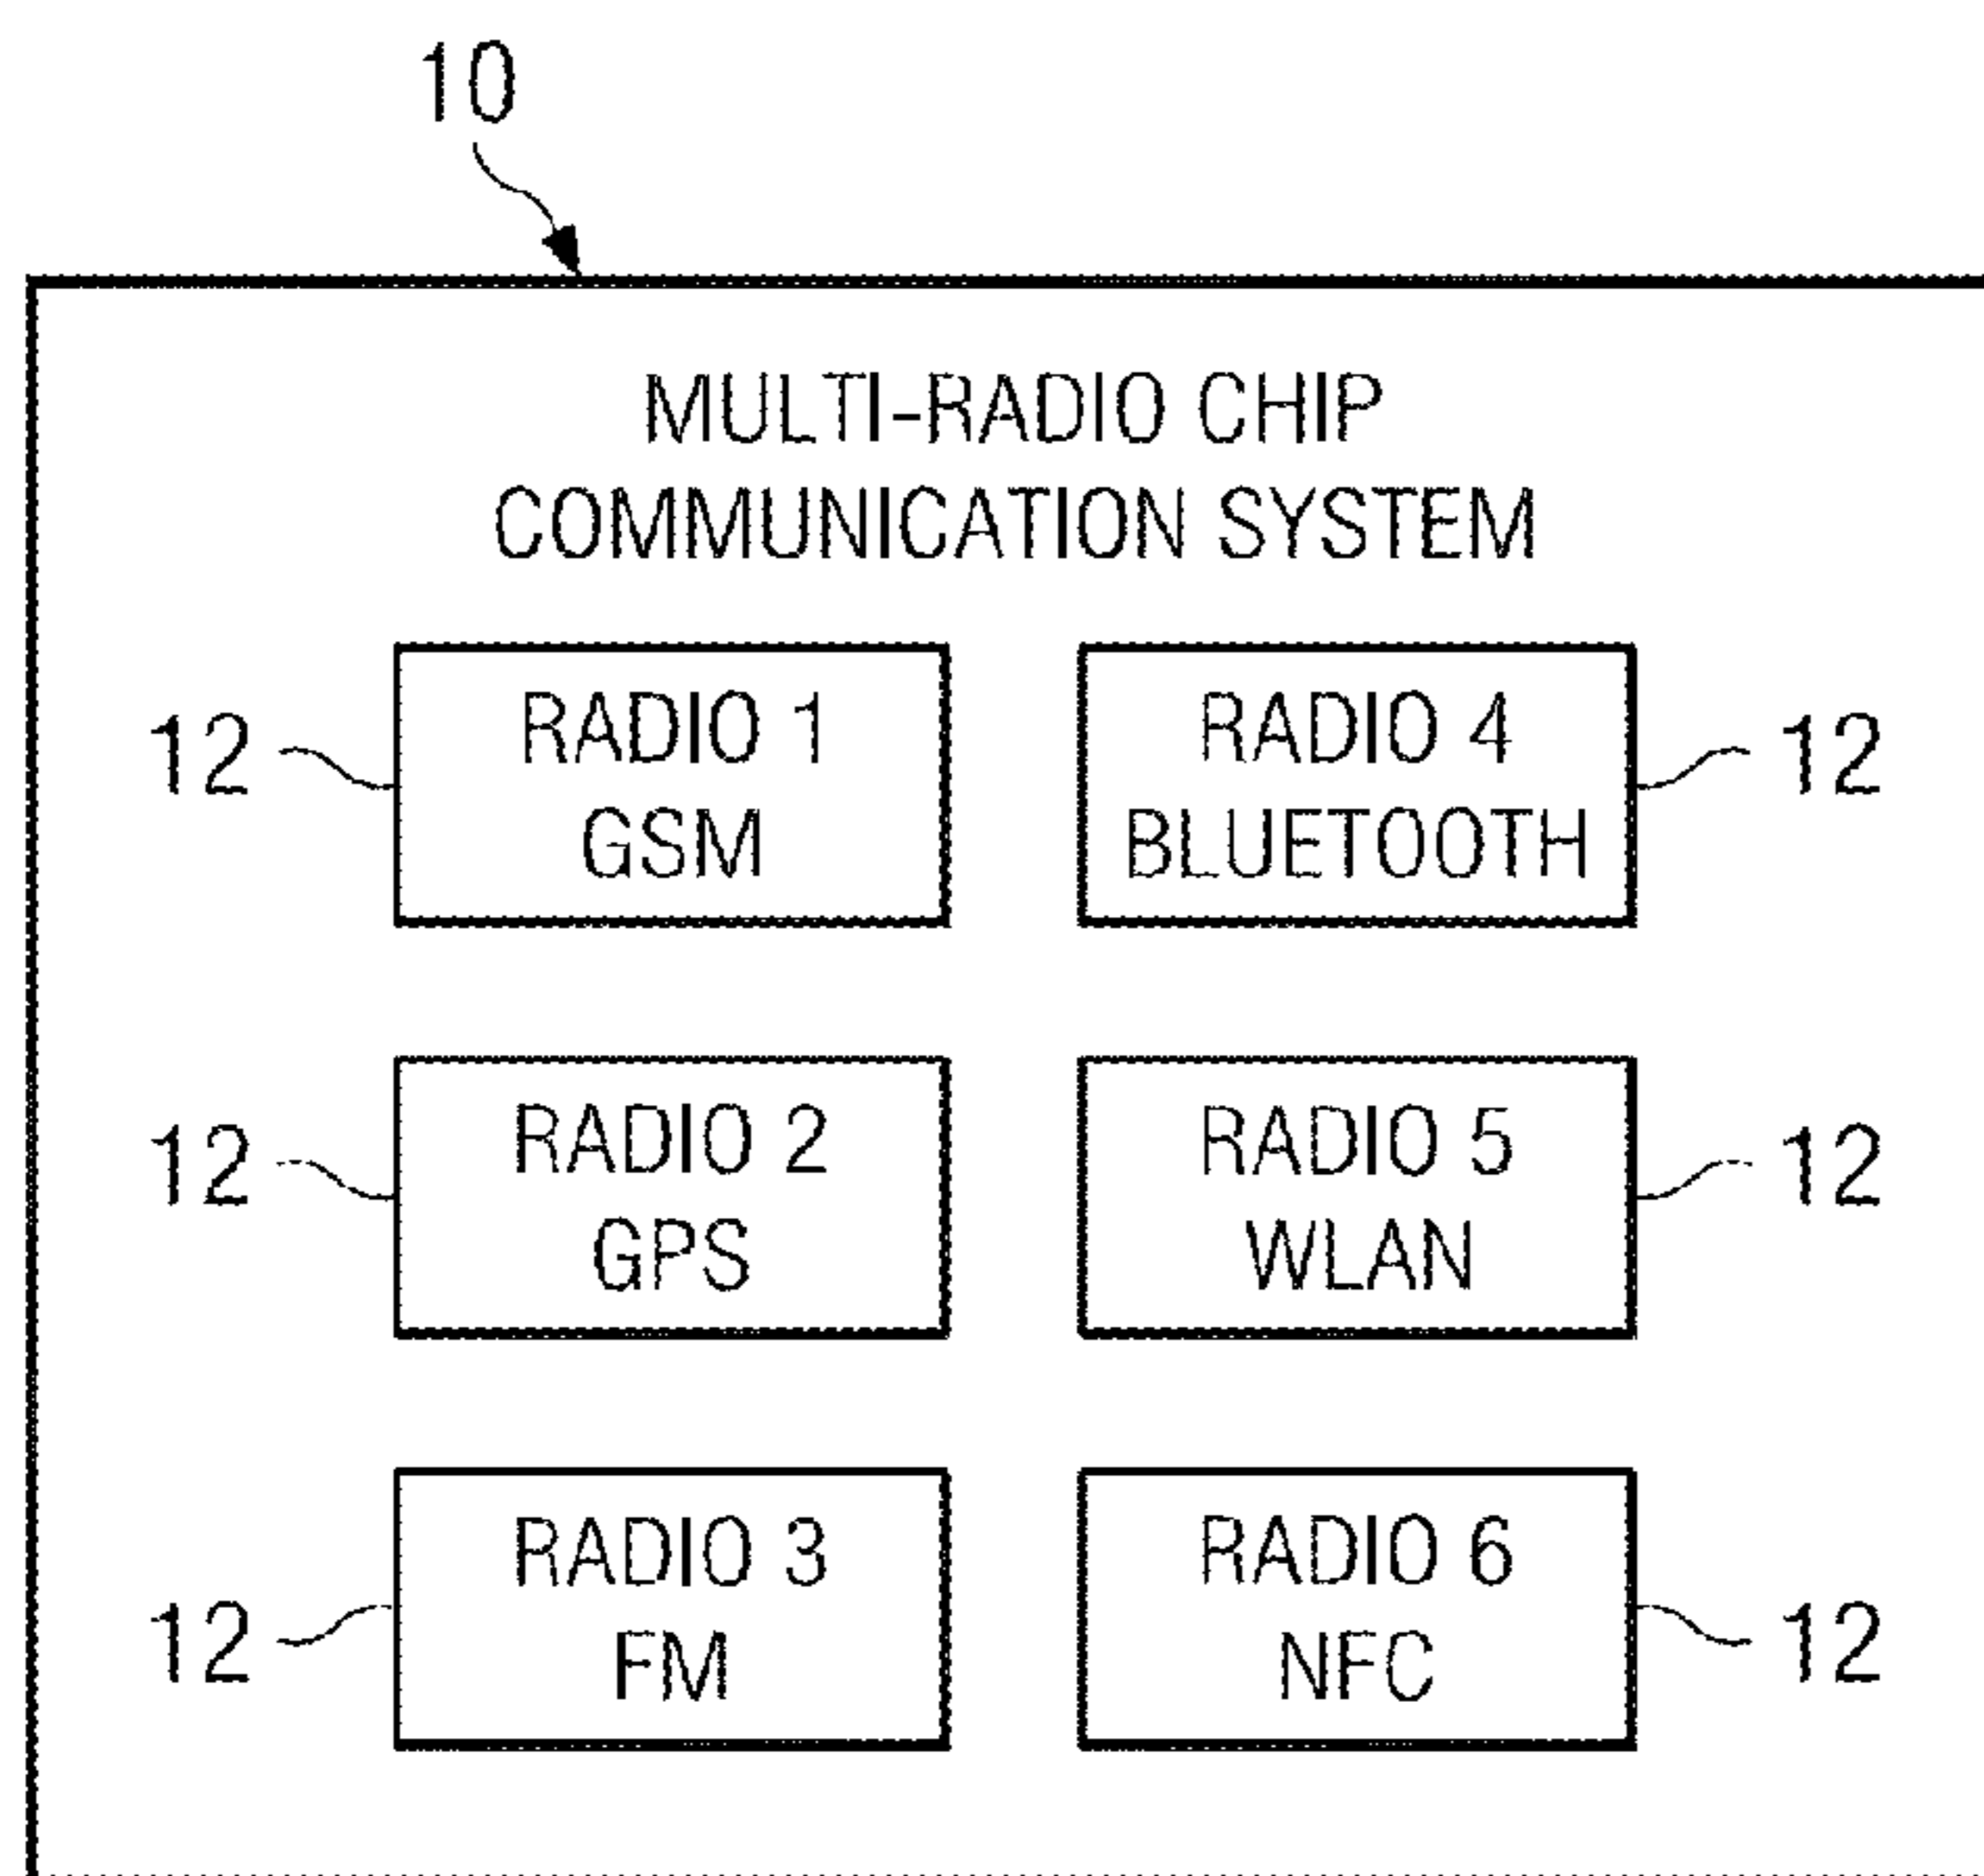 10
MULTI-RADIO CHIP
COMMUNICATION SYSTEM
12
RADIO 1
GSM
RADIO 4
BLUETOOTH
12
12
RADIO 2
GPS
RADIO 5
WLAN
12
12
RADIO 3
FM
RADIO 6
NFC
12